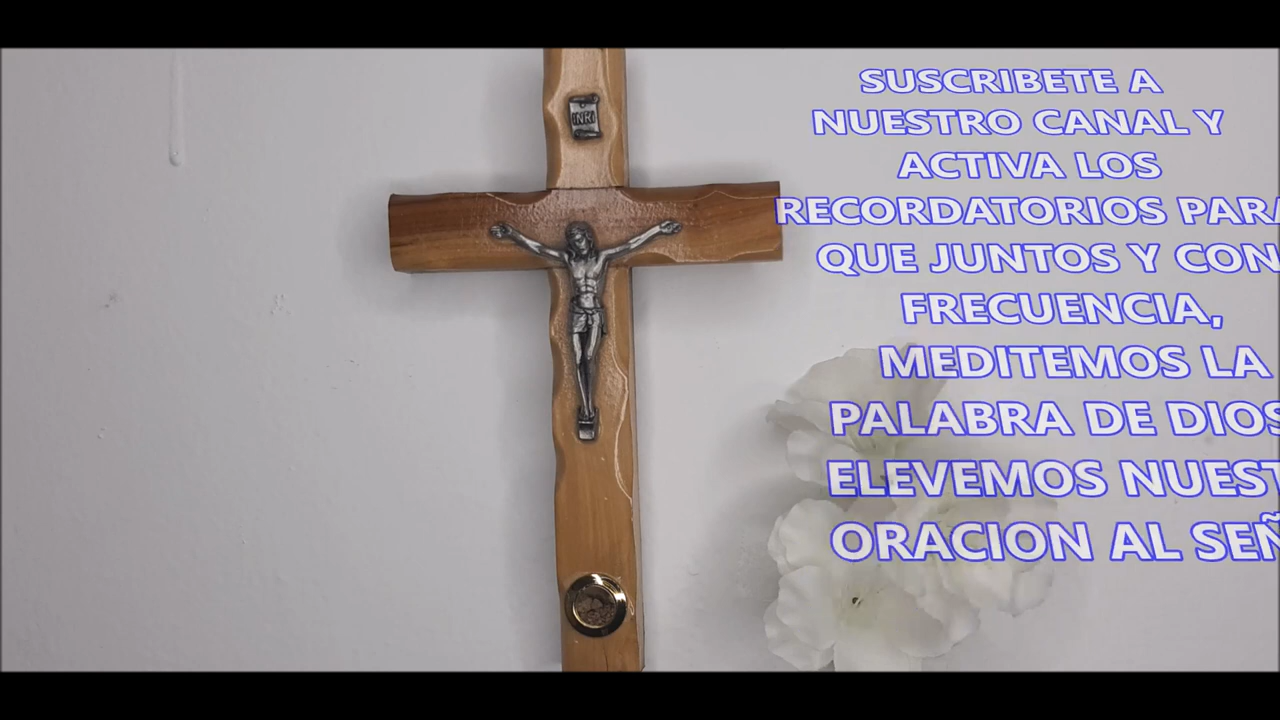 INRI
SUSCRIBETE A
NUESTRO CANAL Y
ACTIVA LOS
RECORDATORIOS PARA
QUE JUNTOS Y CON
FRECUENCIA,
MEDITEMOS LA
PALABRA DE DIOS
ELEVEMOS NUEST
ORACION AL SEÑ